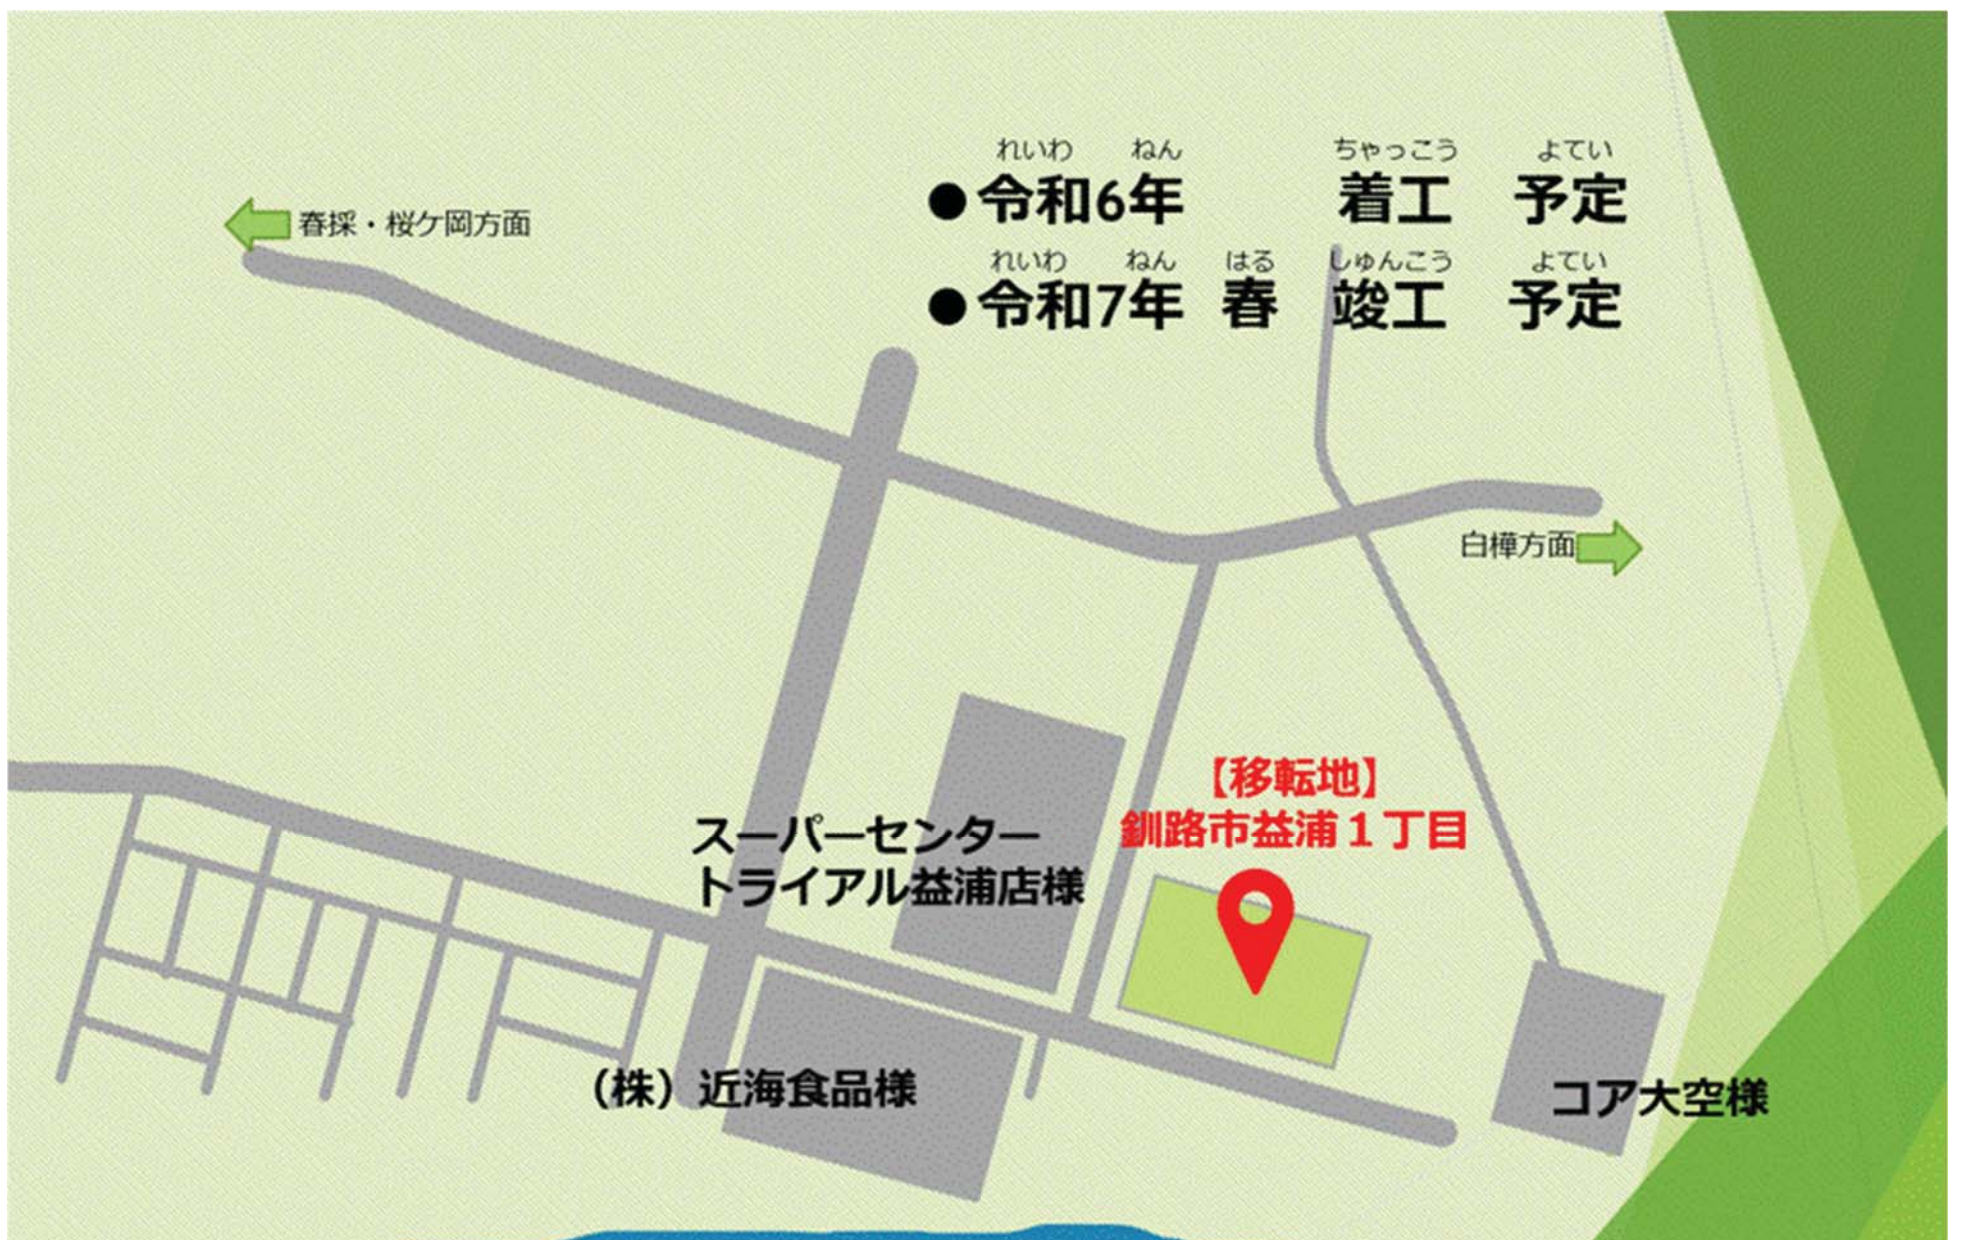 れいわ ねん ちゃっこう よてい
●令和6年 着工 予定
れいわ ねん はる しゅんこう よてい
●令和7年 春 竣工 予定
春採・桜ケ岡方面
白樺方面
【移転地】
釧路市益浦1丁目
スーパーセンター
トライアル益浦店様
（株）近海食品様
コア大空様